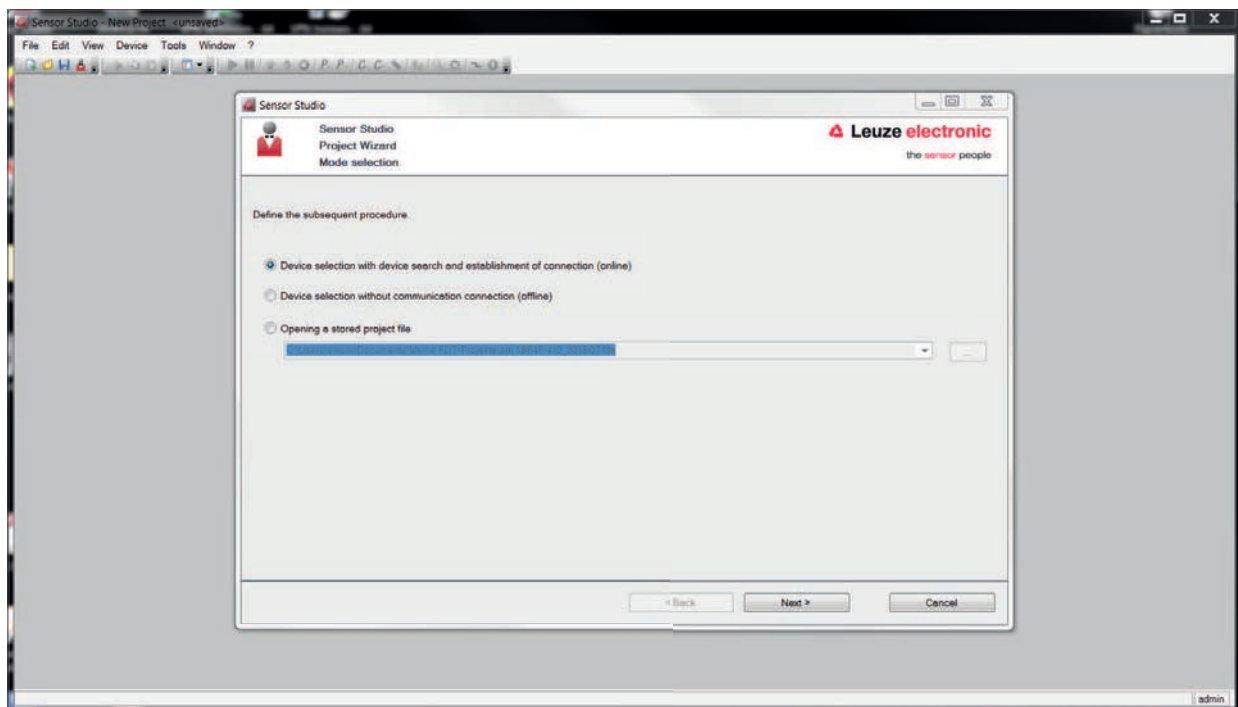 Sensor Studio - New Project <unsaved>
File Edit View Device Tools Window ?
Sensor Studio
Sensor Studio
Project Wizard
Mode selection
Leuze electronic
the sensor people
Define the subsequent procedure.
Device selection with device search and establishment of connection (online)
Device selection without communication connection (offline)
Opening a stored project file
...
< Back
Next >
Cancel
admin